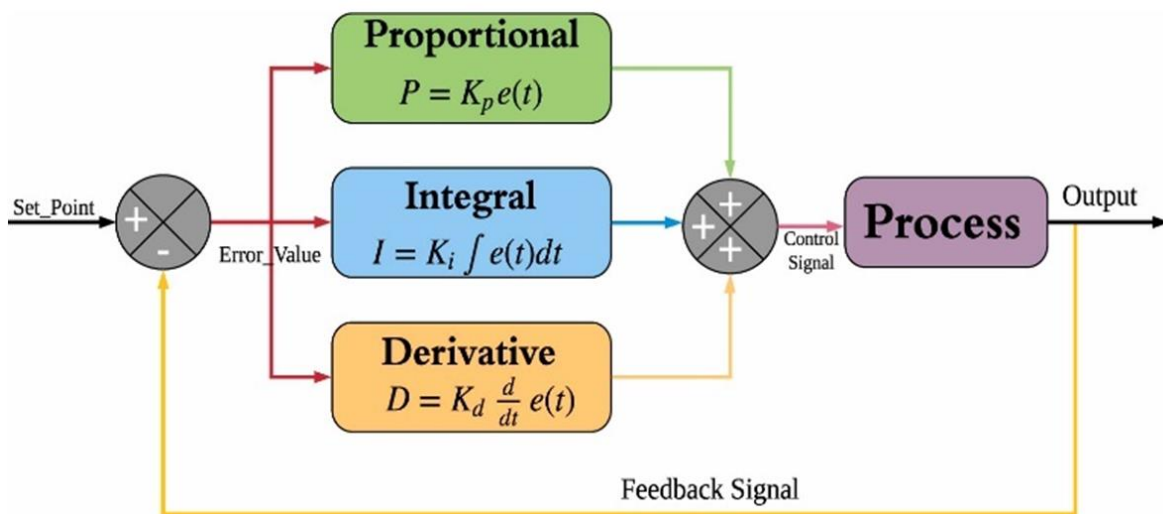 Proportional
P = K_p e(t)
Set_Point
+
-
Error_Value
Integral
I = K_i ∫ e(t)dt
Derivative
D = K_d d/dt e(t)
+
+
+
Control
Signal
Process
Output
Feedback Signal